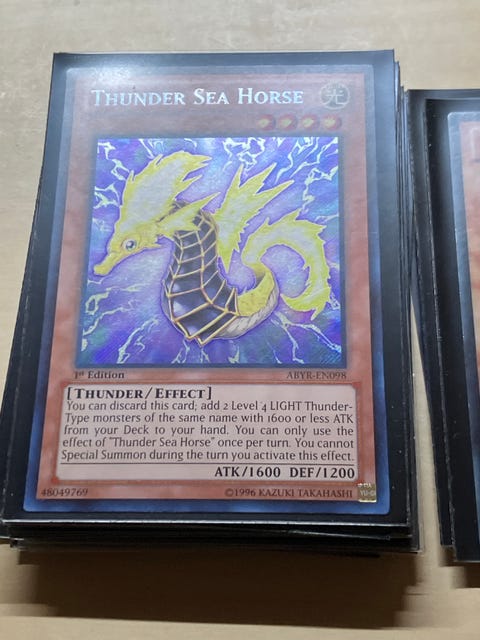 THUNDER SEA HORSE 光
1st Edition ABYR-EN098
[THUNDER/EFFECT]
You can discard this card; add 2 Level 4 LIGHT Thunder-
Type monsters of the same name with 1600 or less ATK
from your Deck to your hand. You can only use the
effect of "Thunder Sea Horse" once per turn. You cannot
Special Summon during the turn you activate this effect.
ATK/1600 DEF/1200
48049769 ©1996 KAZUKI TAKAHASHI